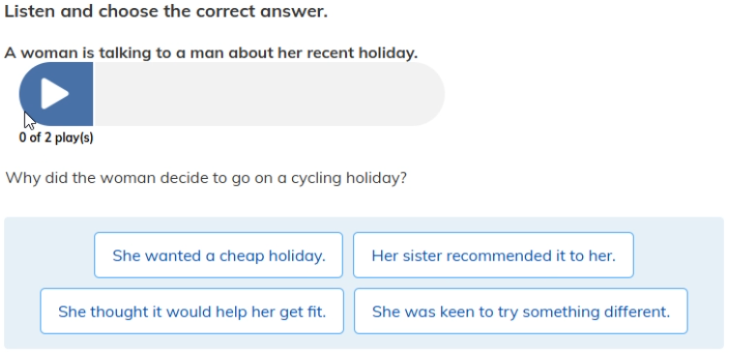 Listen and choose the correct answer.
A woman is talking to a man about her recent holiday.
0 of 2 play(s)
Why did the woman decide to go on a cycling holiday?
She wanted a cheap holiday.
Her sister recommended it to her.
She thought it would help her get fit.
She was keen to try something different.